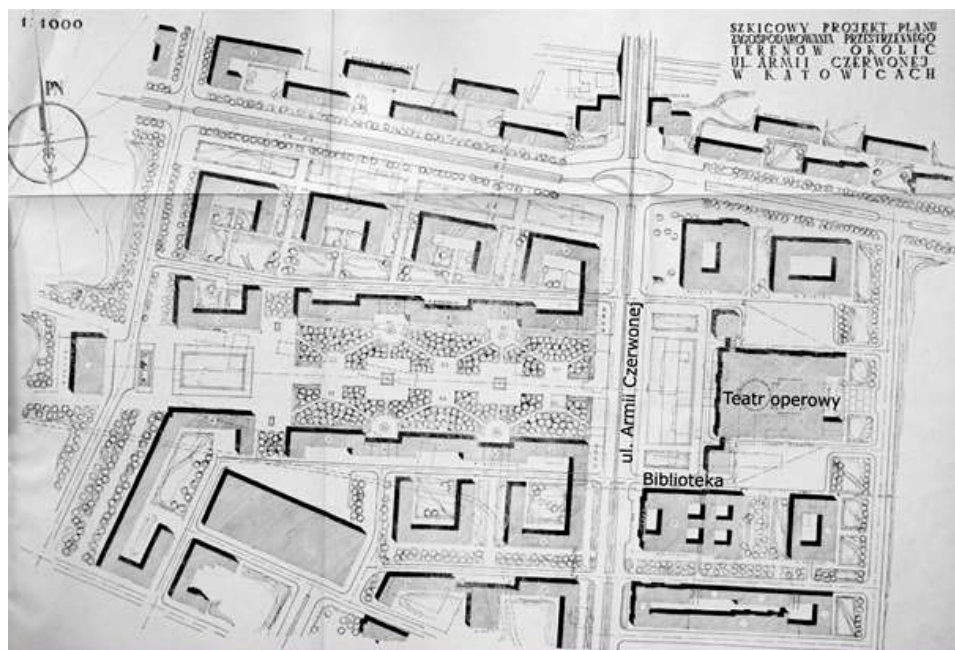 1:1000
SZKICOWY PROJEKT PLANU
ZAGOSPODAROWANIA PRZESTRZENNEGO
TERENÓW OKOLIC
UL. ARMII CZERWONEJ
W KATOWICACH
PN
ul. Armii Czerwonej
Teatr operowy
Biblioteka